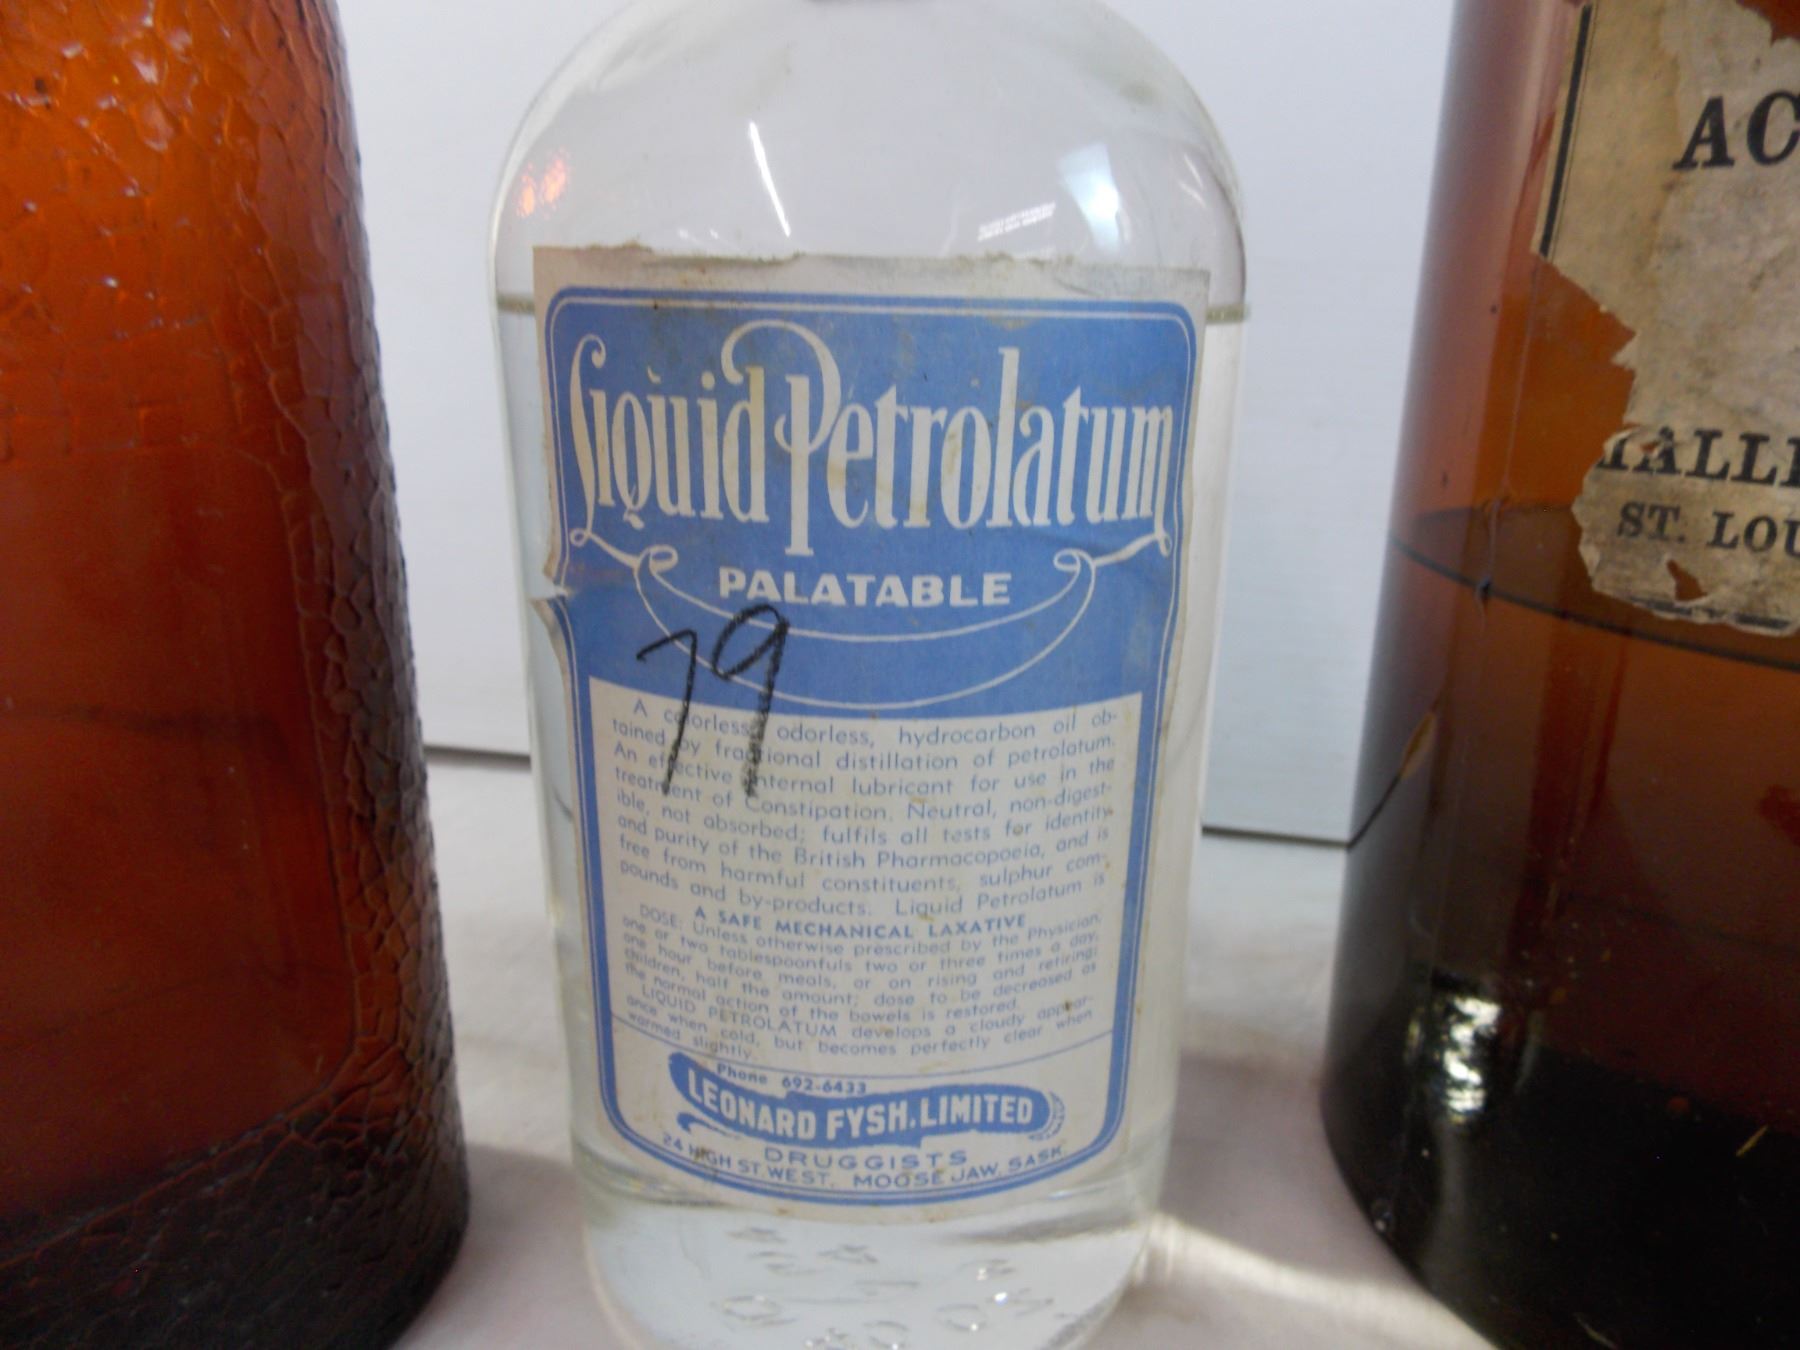 Liquid Petrolatum
PALATABLE
79
A colorless, odorless, hydrocarbon oil ob-
tained by fractional distillation of petrolatum.
An effective internal lubricant for use in the
treatment of Constipation. Neutral, non-digest-
ible, not absorbed; fulfils all tests for identity
and purity of the British Pharmacopoeia, and is
free from harmful constituents, sulphur com-
pounds and by-products. Liquid Petrolatum is
A SAFE MECHANICAL LAXATIVE
DOSE: Unless otherwise prescribed by the Physician,
one or two tablespoonfuls two or three times a day,
one hour before meals, or on rising and retiring;
children, half the amount; dose to be decreased as
the normal action of the bowels is restored.
LIQUID PETROLATUM develops a cloudy appear-
ance when cold, but becomes perfectly clear when
warmed slightly.
Phone 692-6433
LEONARD FYSH, LIMITED
DRUGGISTS
24 HIGH ST. WEST, MOOSE JAW, SASK.
AC
ALL
ST. LOU